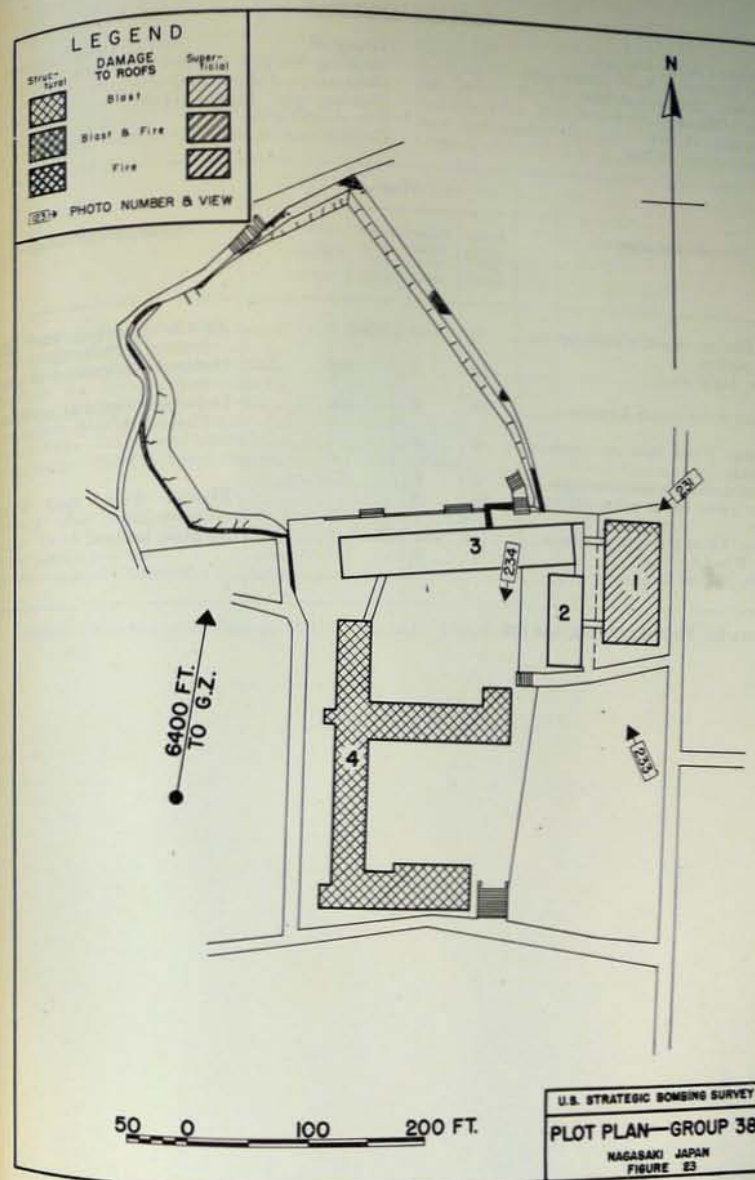 LEGEND
Struc-
tural
DAMAGE
TO ROOFS
Super-
ficial
Blast
Blast & Fire
Fire
123 PHOTO NUMBER & VIEW
N
231
3
234
1
2
6400 FT.
TO G.Z.
4
233
50 0 100 200 FT.
U.S. STRATEGIC BOMBING SURVEY
PLOT PLAN—GROUP 38
NAGASAKI JAPAN
FIGURE 23